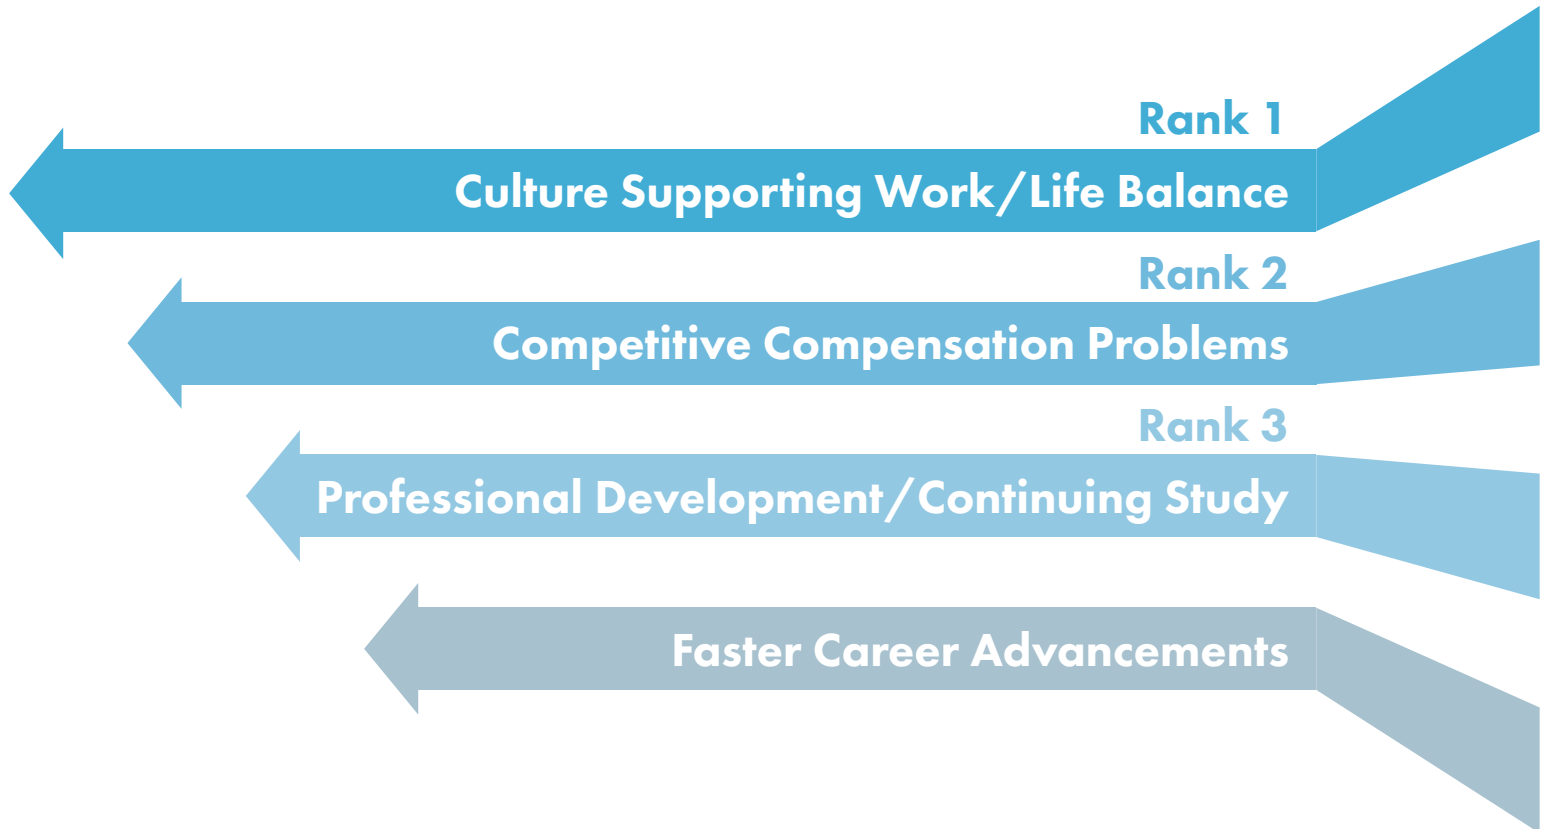 Rank 1
Culture Supporting Work/Life Balance
Rank 2
Competitive Compensation Problems
Rank 3
Professional Development/Continuing Study
Faster Career Advancements